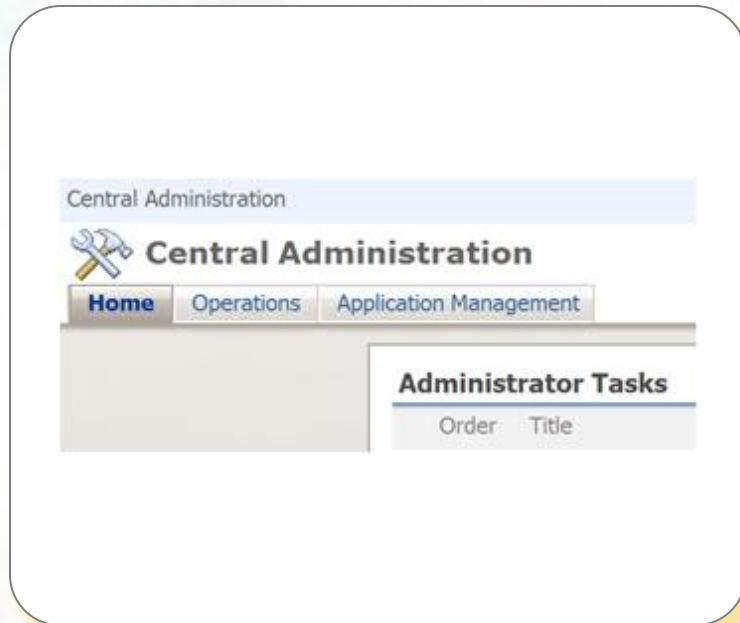 Central Administration
Central Administration
Home Operations Application Management
Administrator Tasks
Order Title